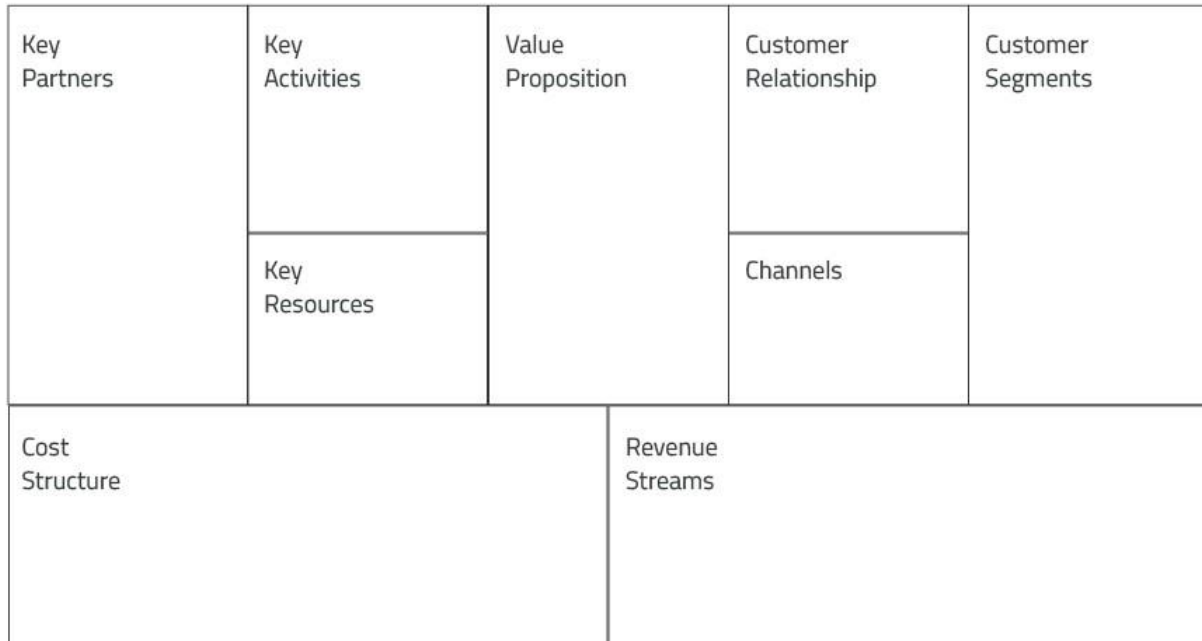 Key
Partners
Key
Activities
Key
Resources
Value
Proposition
Customer
Relationship
Channels
Customer
Segments
Cost
Structure
Revenue
Streams